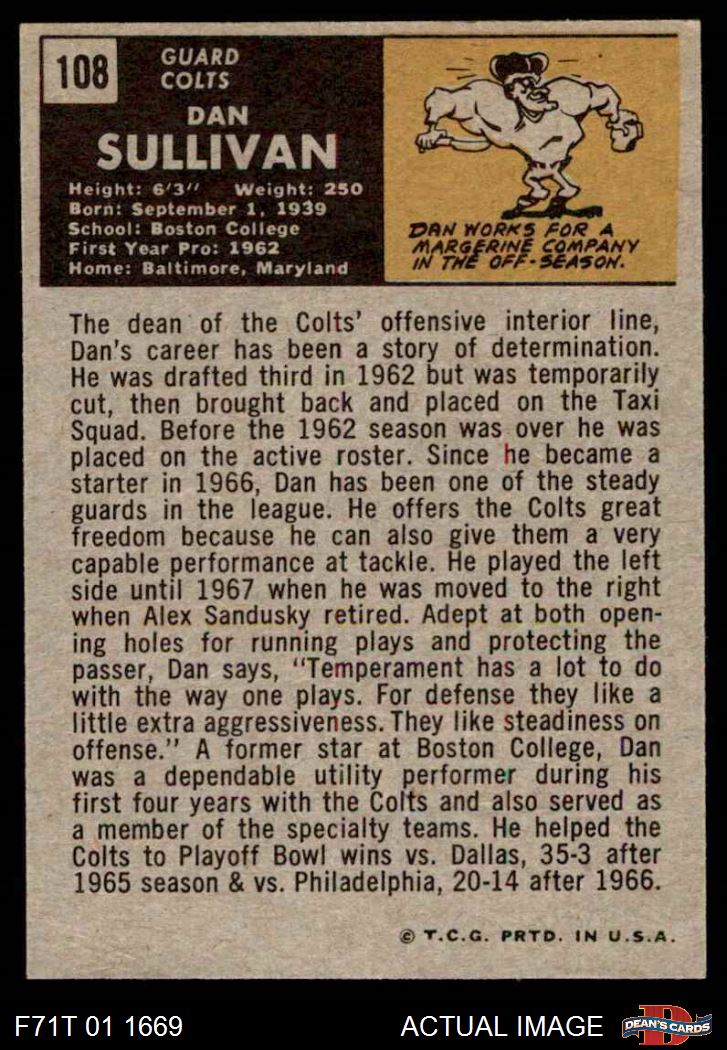 108
GUARD
COLTS
DAN
SULLIVAN
Height: 6'3" Weight: 250
Born: September 1, 1939
School: Boston College
First Year Pro: 1962
Home: Baltimore, Maryland
DAN WORKS FOR A
MARGERINE COMPANY
IN THE OFF-SEASON.
The dean of the Colts' offensive interior line,
Dan's career has been a story of determination.
He was drafted third in 1962 but was temporarily
cut, then brought back and placed on the Taxi
Squad. Before the 1962 season was over he was
placed on the active roster. Since he became a
starter in 1966, Dan has been one of the steady
guards in the league. He offers the Colts great
freedom because he can also give them a very
capable performance at tackle. He played the left
side until 1967 when he was moved to the right
when Alex Sandusky retired. Adept at both open-
ing holes for running plays and protecting the
passer, Dan says, "Temperament has a lot to do
with the way one plays. For defense they like a
little extra aggressiveness. They like steadiness on
offense." A former star at Boston College, Dan
was a dependable utility performer during his
first four years with the Colts and also served as
a member of the specialty teams. He helped the
Colts to Playoff Bowl wins vs. Dallas, 35-3 after
1965 season & vs. Philadelphia, 20-14 after 1966.
© T.C.G. PRTD. IN U.S.A.
F71T 01 1669
ACTUAL IMAGE
D
DEAN'S CARDS